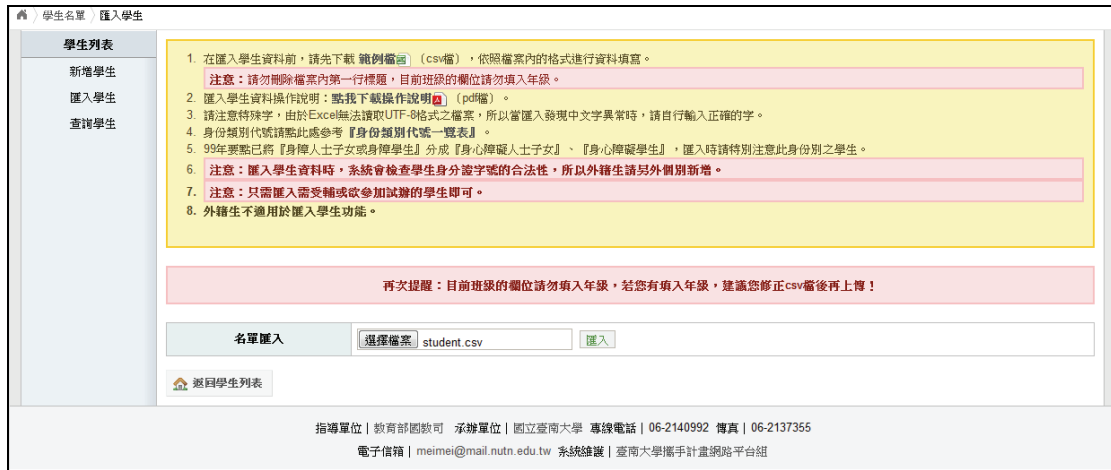 學生名單 〉匯入學生
學生列表
新增學生
匯入學生
查詢學生
1. 在匯入學生資料前，請先下載 範例檔（csv檔），依照檔案內的格式進行資料填寫。
注意：請勿刪除檔案內第一行標題，目前班級的欄位請勿填入年級。
2. 匯入學生資料操作說明：點我下載操作說明（pdf檔）。
3. 請注意特殊字，由於Excel無法讀取UTF-8格式之檔案，所以當匯入發現中文字異常時，請自行輸入正確的字。
4. 身份類別代號請點此處參考『身份類別代號一覽表』。
5. 99年要點已將『身障人士子女或身障學生』分成『身心障礙人士子女』、『身心障礙學生』，匯入時請特別注意此身份別之學生。
6. 注意：匯入學生資料時，系統會檢查學生身分證字號的合法性，所以外籍生請另外個別新增。
7. 注意：只需匯入需受輔或欲參加試辦的學生即可。
8. 外籍生不適用於匯入學生功能。
再次提醒：目前班級的欄位請勿填入年級，若您有填入年級，建議您修正csv檔後再上傳！
名單匯入 選擇檔案 student.csv 匯入
返回學生列表
指導單位 | 教育部國教司 承辦單位 | 國立臺南大學 專線電話 | 06-2140992 傳真 | 06-2137355
電子信箱 | meimei@mail.nutn.edu.tw 系統維護 | 臺南大學攜手計畫網路平台組